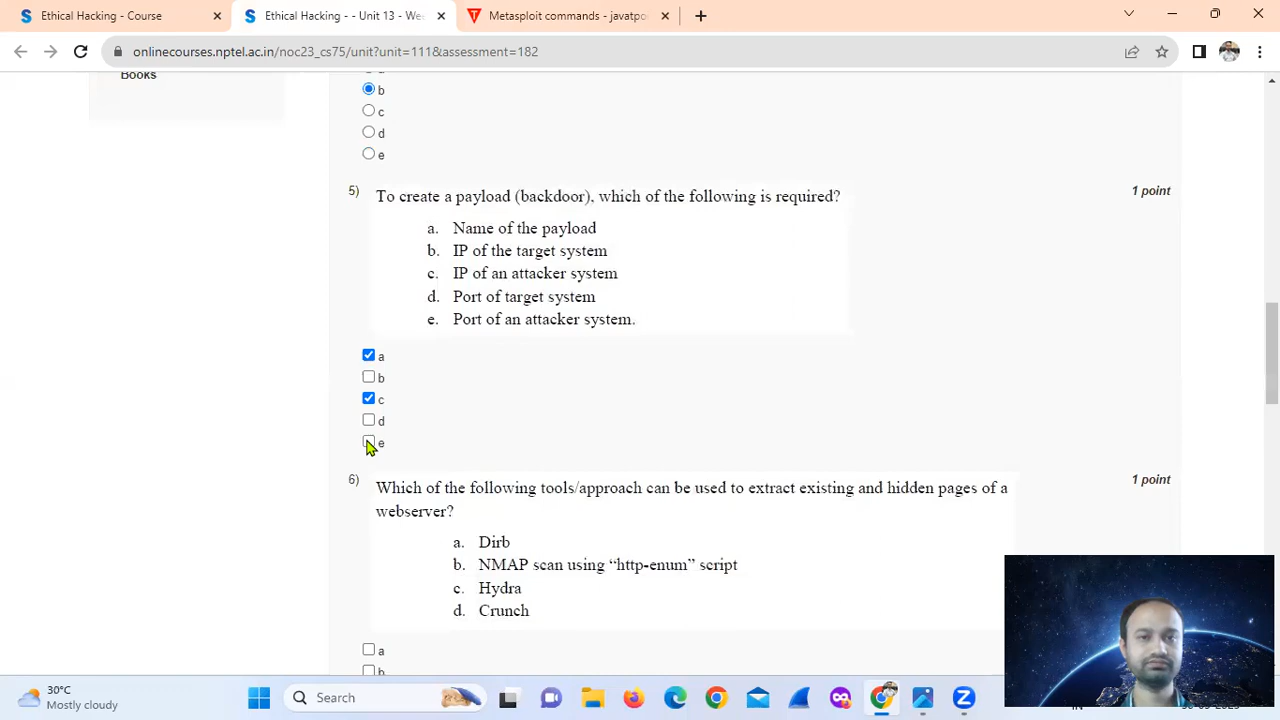 Ethical Hacking - Course
Ethical Hacking - - Unit 13 - We
Metasploit commands - javatpo
onlinecourses.nptel.ac.in/noc23_cs75/unit?unit=111&assessment=182
Books
b
c
d
e
5) To create a payload (backdoor), which of the following is required? 1 point
a. Name of the payload
b. IP of the target system
c. IP of an attacker system
d. Port of target system
e. Port of an attacker system.
a
b
c
d
e
6) Which of the following tools/approach can be used to extract existing and hidden pages of a 1 point
webserver?
a. Dirb
b. NMAP scan using “http-enum” script
c. Hydra
d. Crunch
a
b
30°C
Mostly cloudy
Search